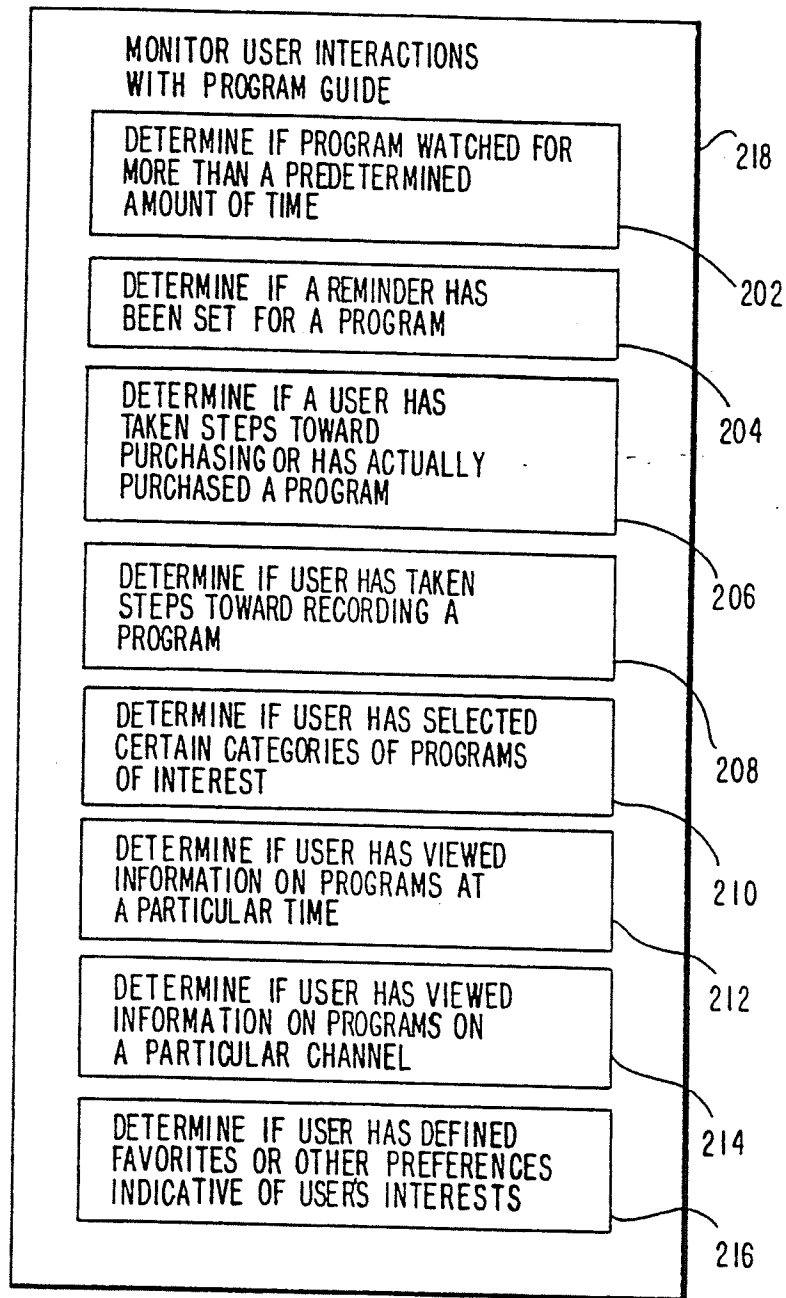 MONITOR USER INTERACTIONS
WITH PROGRAM GUIDE
218
DETERMINE IF PROGRAM WATCHED FOR
MORE THAN A PREDETERMINED
AMOUNT OF TIME
202
DETERMINE IF A REMINDER HAS
BEEN SET FOR A PROGRAM
204
DETERMINE IF A USER HAS
TAKEN STEPS TOWARD
PURCHASING OR HAS ACTUALLY
PURCHASED A PROGRAM
206
DETERMINE IF USER HAS TAKEN
STEPS TOWARD RECORDING A
PROGRAM
208
DETERMINE IF USER HAS SELECTED
CERTAIN CATEGORIES OF PROGRAMS
OF INTEREST
210
DETERMINE IF USER HAS VIEWED
INFORMATION ON PROGRAMS AT
A PARTICULAR TIME
212
DETERMINE IF USER HAS VIEWED
INFORMATION ON PROGRAMS ON
A PARTICULAR CHANNEL
214
DETERMINE IF USER HAS DEFINED
FAVORITES OR OTHER PREFERENCES
INDICATIVE OF USER'S INTERESTS
216